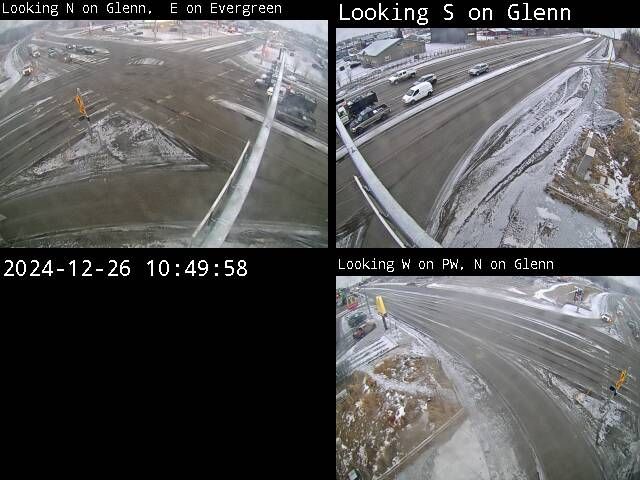 Looking N on Glenn,  E on Evergreen
Looking S on Glenn
2024-12-26 10:49:58
Looking W on PW, N on Glenn